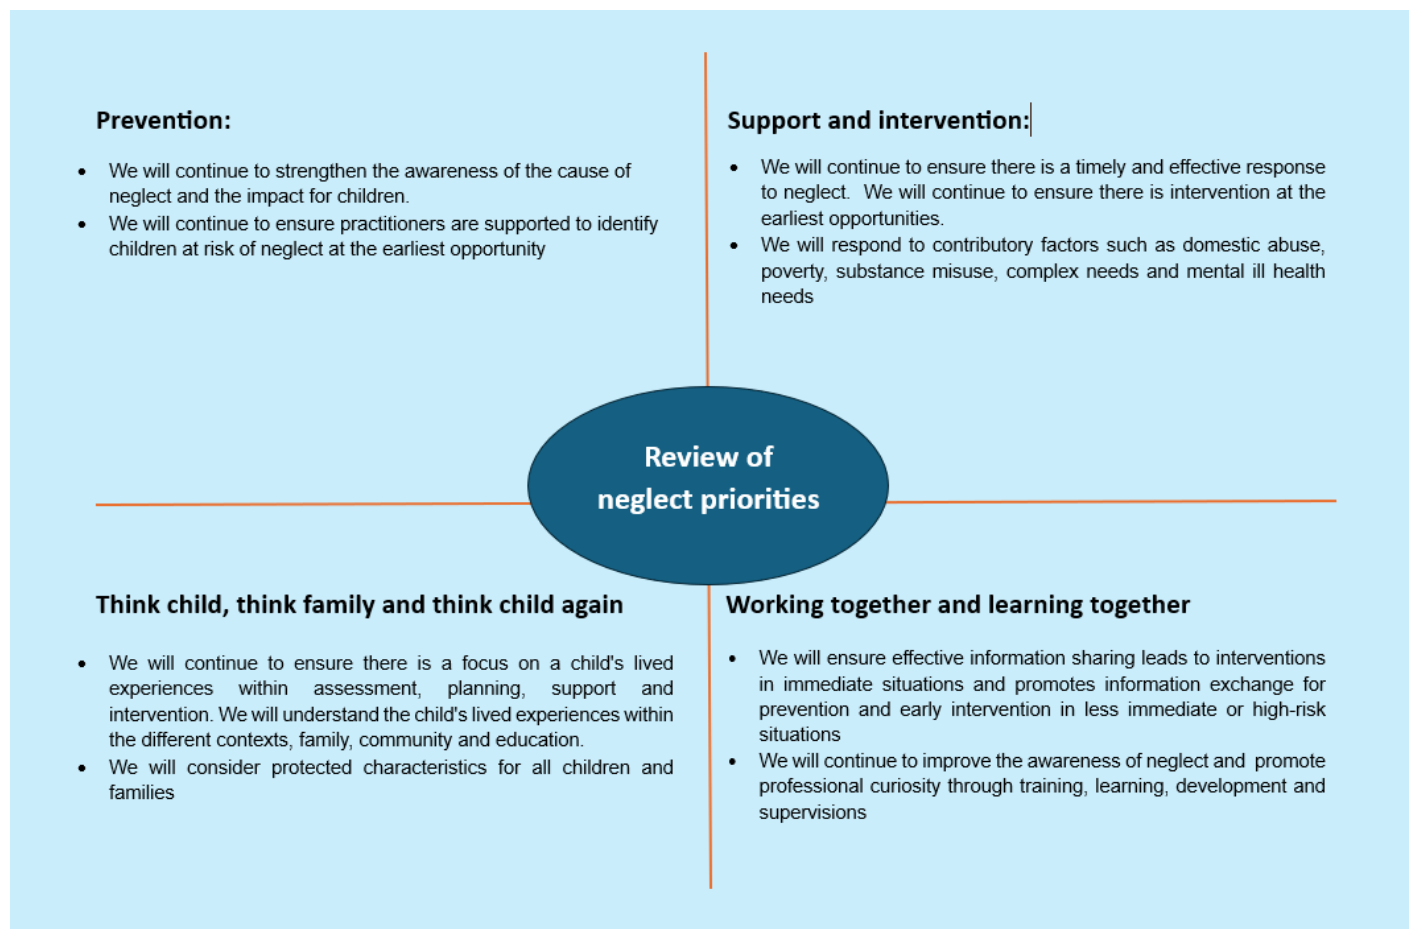 Prevention:
• We will continue to strengthen the awareness of the cause of
neglect and the impact for children.
• We will continue to ensure practitioners are supported to identify
children at risk of neglect at the earliest opportunity
Support and intervention:
• We will continue to ensure there is a timely and effective response
to neglect.  We will continue to ensure there is intervention at the
earliest opportunities.
• We will respond to contributory factors such as domestic abuse,
poverty, substance misuse, complex needs and mental ill health
needs
Review of
neglect priorities
Think child, think family and think child again
• We will continue to ensure there is a focus on a child's lived
experiences within assessment, planning, support and
intervention. We will understand the child's lived experiences within
the different contexts, family, community and education.
• We will consider protected characteristics for all children and
families
Working together and learning together
• We will ensure effective information sharing leads to interventions
in immediate situations and promotes information exchange for
prevention and early intervention in less immediate or high-risk
situations
• We will continue to improve the awareness of neglect and  promote
professional curiosity through training, learning, development and
supervisions